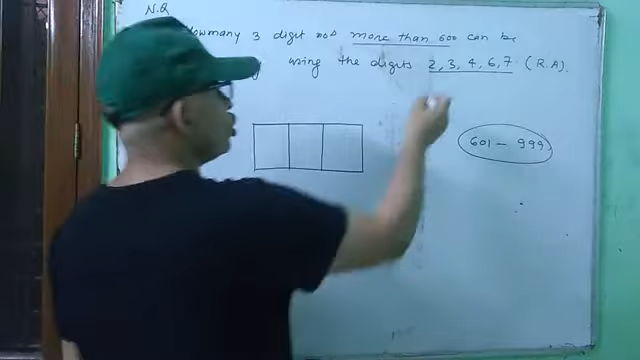 N.Q
Howmany 3 digit nos more than 600 can be
using the digits 2, 3, 4, 6, 7. (R.A).
601 - 999,